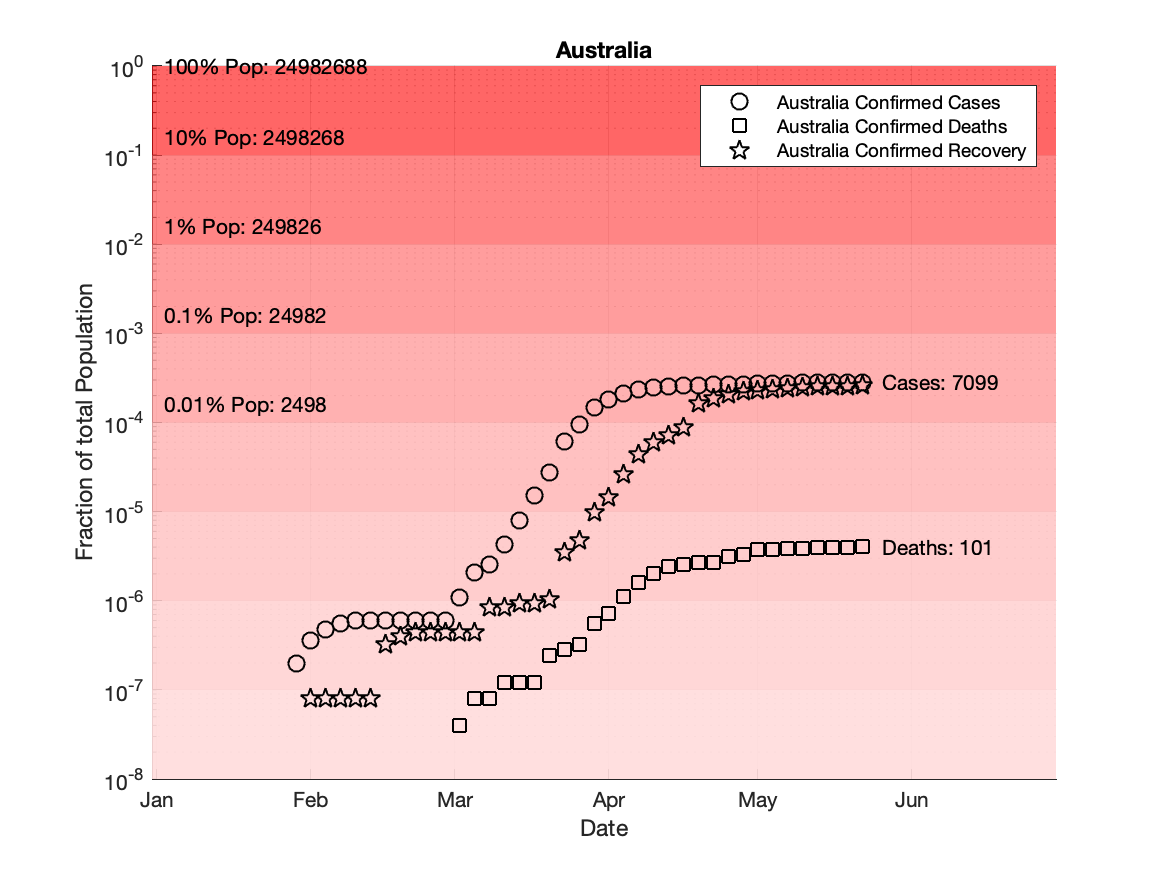 Australia
10^0
100% Pop: 24982688
Australia Confirmed Cases
Australia Confirmed Deaths
Australia Confirmed Recovery
10% Pop: 2498268
10^-1
1% Pop: 249826
10^-2
0.1% Pop: 24982
10^-3
Cases: 7099
0.01% Pop: 2498
10^-4
10^-5
Deaths: 101
10^-6
10^-7
10^-8
Fraction of total Population
Jan Feb Mar Apr May Jun
Date